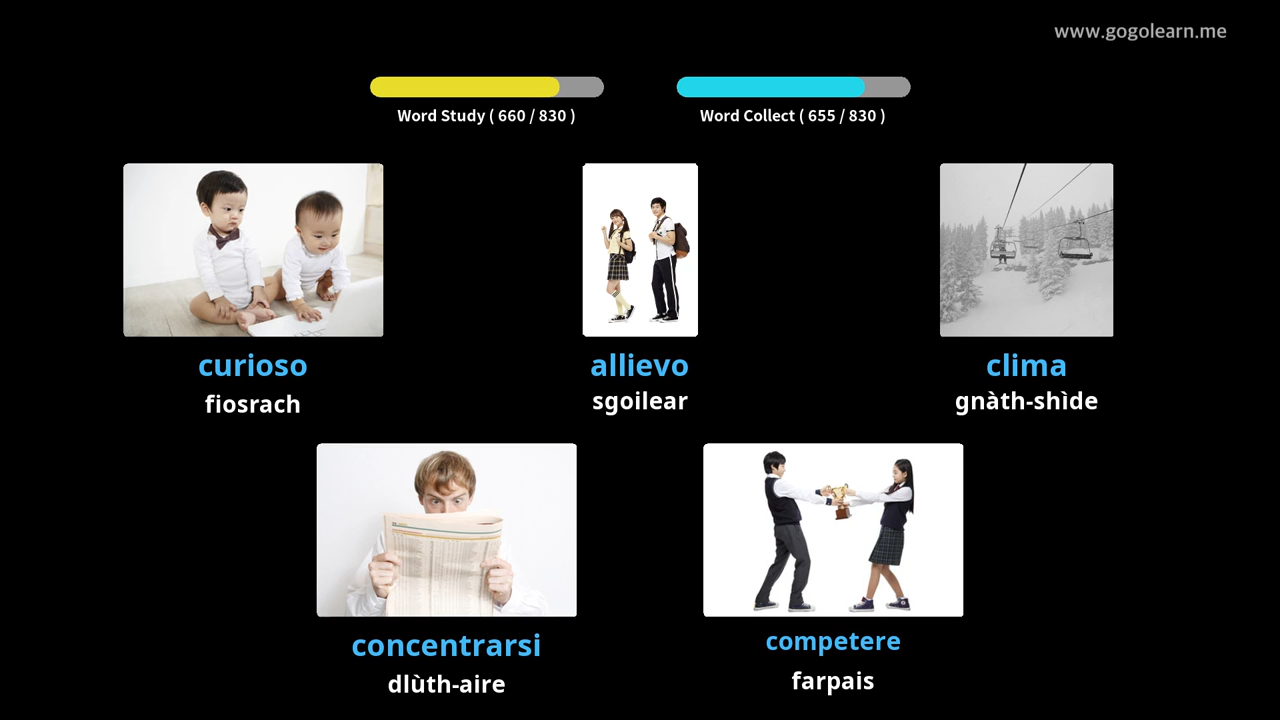 www.gogolearn.me
Word Study ( 660 / 830 )
Word Collect ( 655 / 830 )
curioso
fiosrach
allievo
sgoilear
clima
gnàth-shìde
concentrarsi
dlùth-aire
competere
farpais